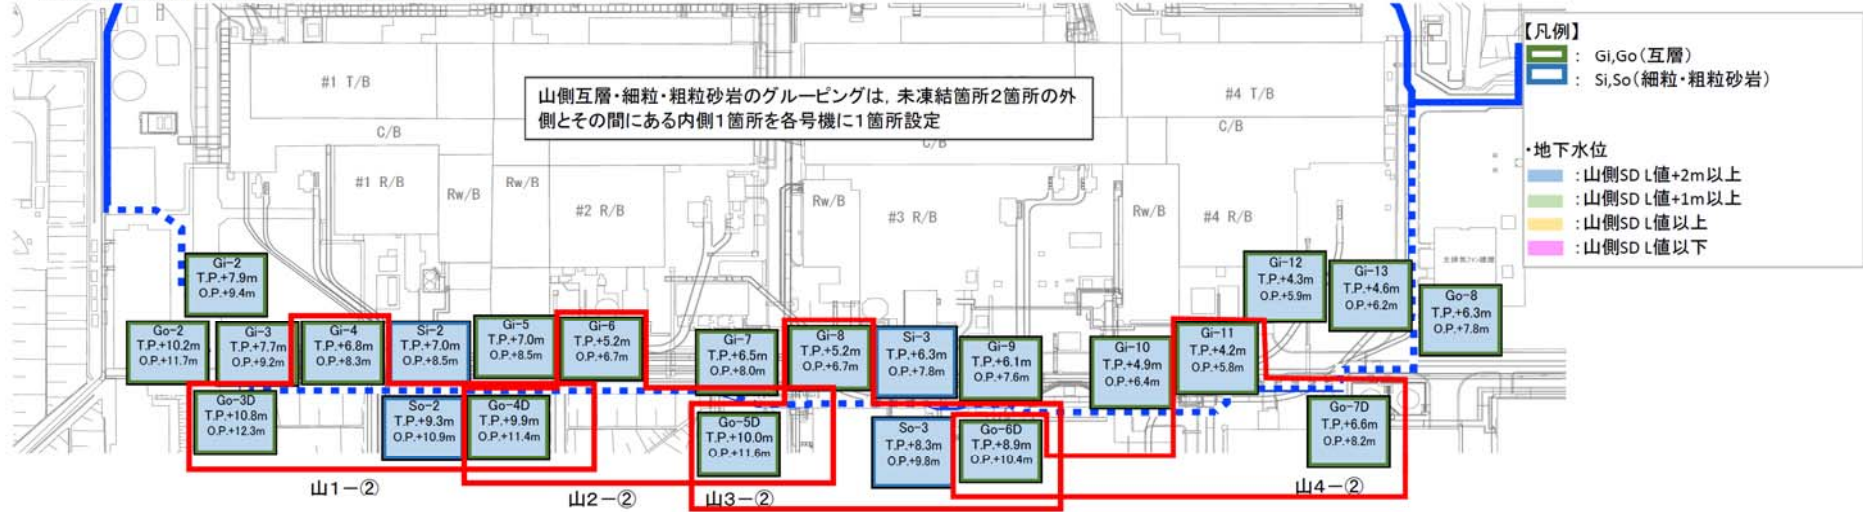 【凡例】
： Gi,Go(互層)
： Si,So(細粒・粗粒砂岩)
・地下水位
：山側SD L値+2m以上
：山側SD L値+1m以上
：山側SD L値以上
：山側SD L値以下
#1 T/B
山側互層・細粒・粗粒砂岩のグルーピングは，未凍結箇所2箇所の外
側とその間にある内側1箇所を各号機に1箇所設定
#4 T/B
C/B
C/B
C/B
#1 R/B
Rw/B
Rw/B
#2 R/B
Rw/B
#3 R/B
Rw/B
#4 R/B
Gi-2
T.P.+7.9m
O.P.+9.4m
Gi-12
T.P.+4.3m
O.P.+5.9m
Gi-13
T.P.+4.6m
O.P.+6.2m
Go-8
T.P.+6.3m
O.P.+7.8m
Go-2
T.P.+10.2m
O.P.+11.7m
Gi-3
T.P.+7.7m
O.P.+9.2m
Gi-4
T.P.+6.8m
O.P.+8.3m
Si-2
T.P.+7.0m
O.P.+8.5m
Gi-5
T.P.+7.0m
O.P.+8.5m
Gi-6
T.P.+5.2m
O.P.+6.7m
Gi-7
T.P.+6.5m
O.P.+8.0m
Gi-8
T.P.+5.2m
O.P.+6.7m
Si-3
T.P.+6.3m
O.P.+7.8m
Gi-9
T.P.+6.1m
O.P.+7.6m
Gi-10
T.P.+4.9m
O.P.+6.4m
Gi-11
T.P.+4.2m
O.P.+5.8m
Go-3D
T.P.+10.8m
O.P.+12.3m
So-2
T.P.+9.3m
O.P.+10.9m
Go-4D
T.P.+9.9m
O.P.+11.4m
Go-5D
T.P.+10.0m
O.P.+11.6m
So-3
T.P.+8.3m
O.P.+9.8m
Go-6D
T.P.+8.9m
O.P.+10.4m
Go-7D
T.P.+6.6m
O.P.+8.2m
山1－②
山2－②
山3－②
山4－②